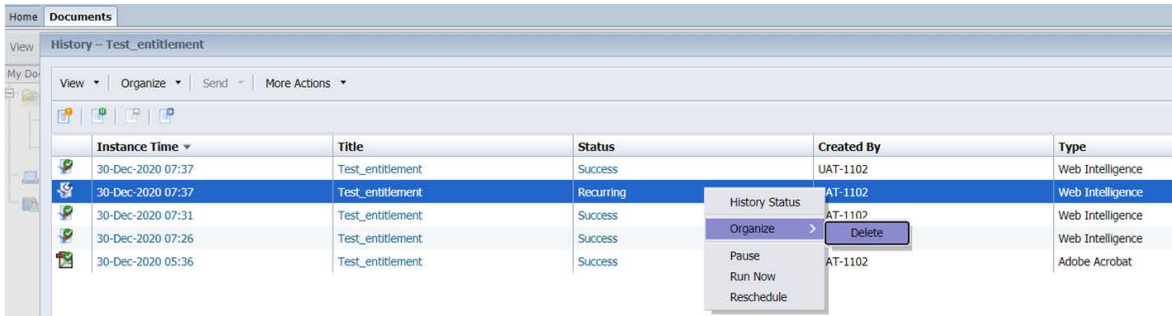 Home Documents
View History – Test_entitlement
My Do
View Organize Send More Actions
Instance Time Title Status Created By Type
30-Dec-2020 07:37 Test_entitlement Success UAT-1102 Web Intelligence
30-Dec-2020 07:37 Test_entitlement Recurring AT-1102 Web Intelligence
30-Dec-2020 07:31 Test_entitlement Success AT-1102 Web Intelligence
30-Dec-2020 07:26 Test_entitlement Success Web Intelligence
30-Dec-2020 05:36 Test_entitlement Success AT-1102 Adobe Acrobat
History Status
Organize > Delete
Pause
Run Now
Reschedule